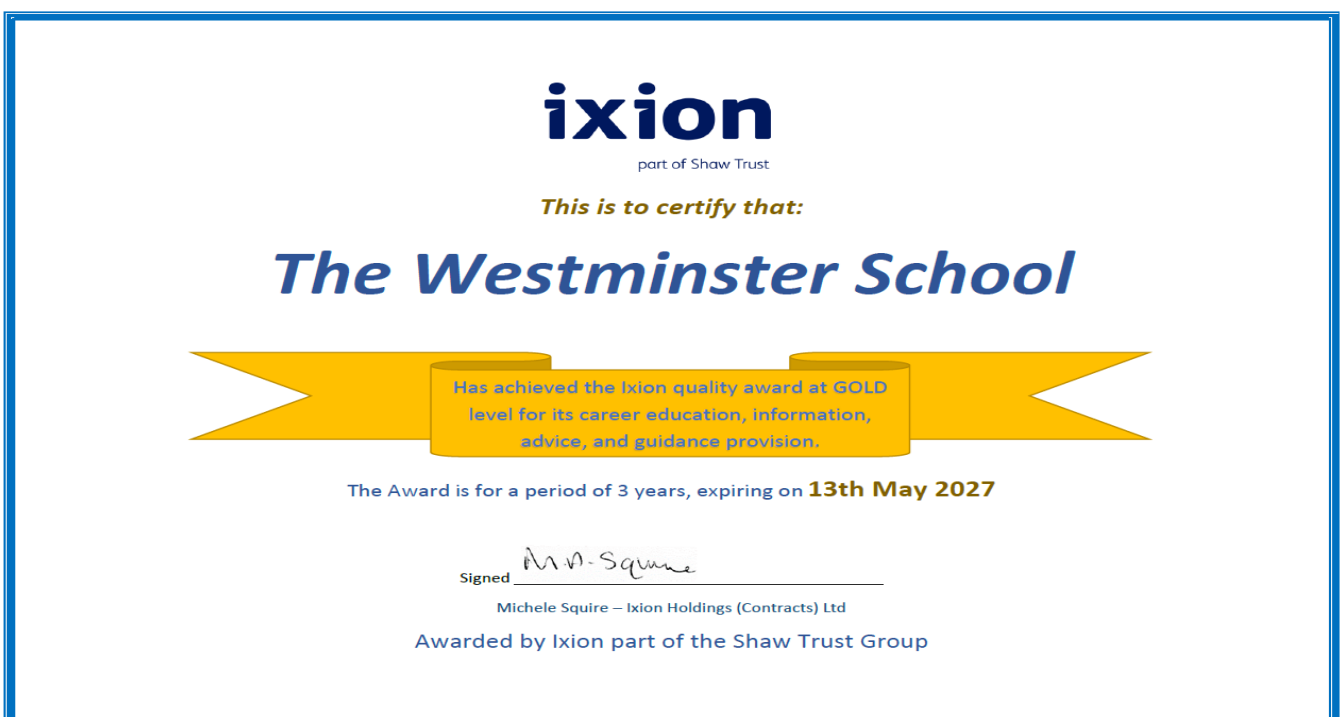 ixion
part of Shaw Trust
This is to certify that:
The Westminster School
Has achieved the Ixion quality award at GOLD
level for its career education, information,
advice, and guidance provision.
The Award is for a period of 3 years, expiring on 13th May 2027
Signed M.A. Squire
Michele Squire – Ixion Holdings (Contracts) Ltd
Awarded by Ixion part of the Shaw Trust Group